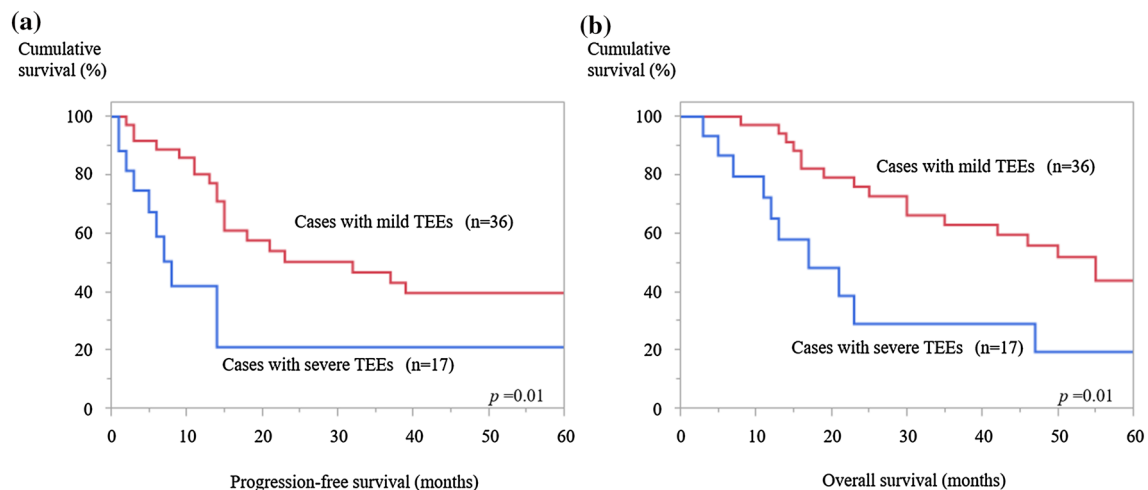 (a)
Cumulative
survival (%)
100
80
60
40
20
0
Cases with mild TEEs (n=36)
Cases with severe TEEs (n=17)
p =0.01
0 10 20 30 40 50 60
Progression-free survival (months)
(b)
Cumulative
survival (%)
100
80
60
40
20
0
Cases with mild TEEs (n=36)
Cases with severe TEEs (n=17)
p =0.01
0 10 20 30 40 50 60
Overall survival (months)